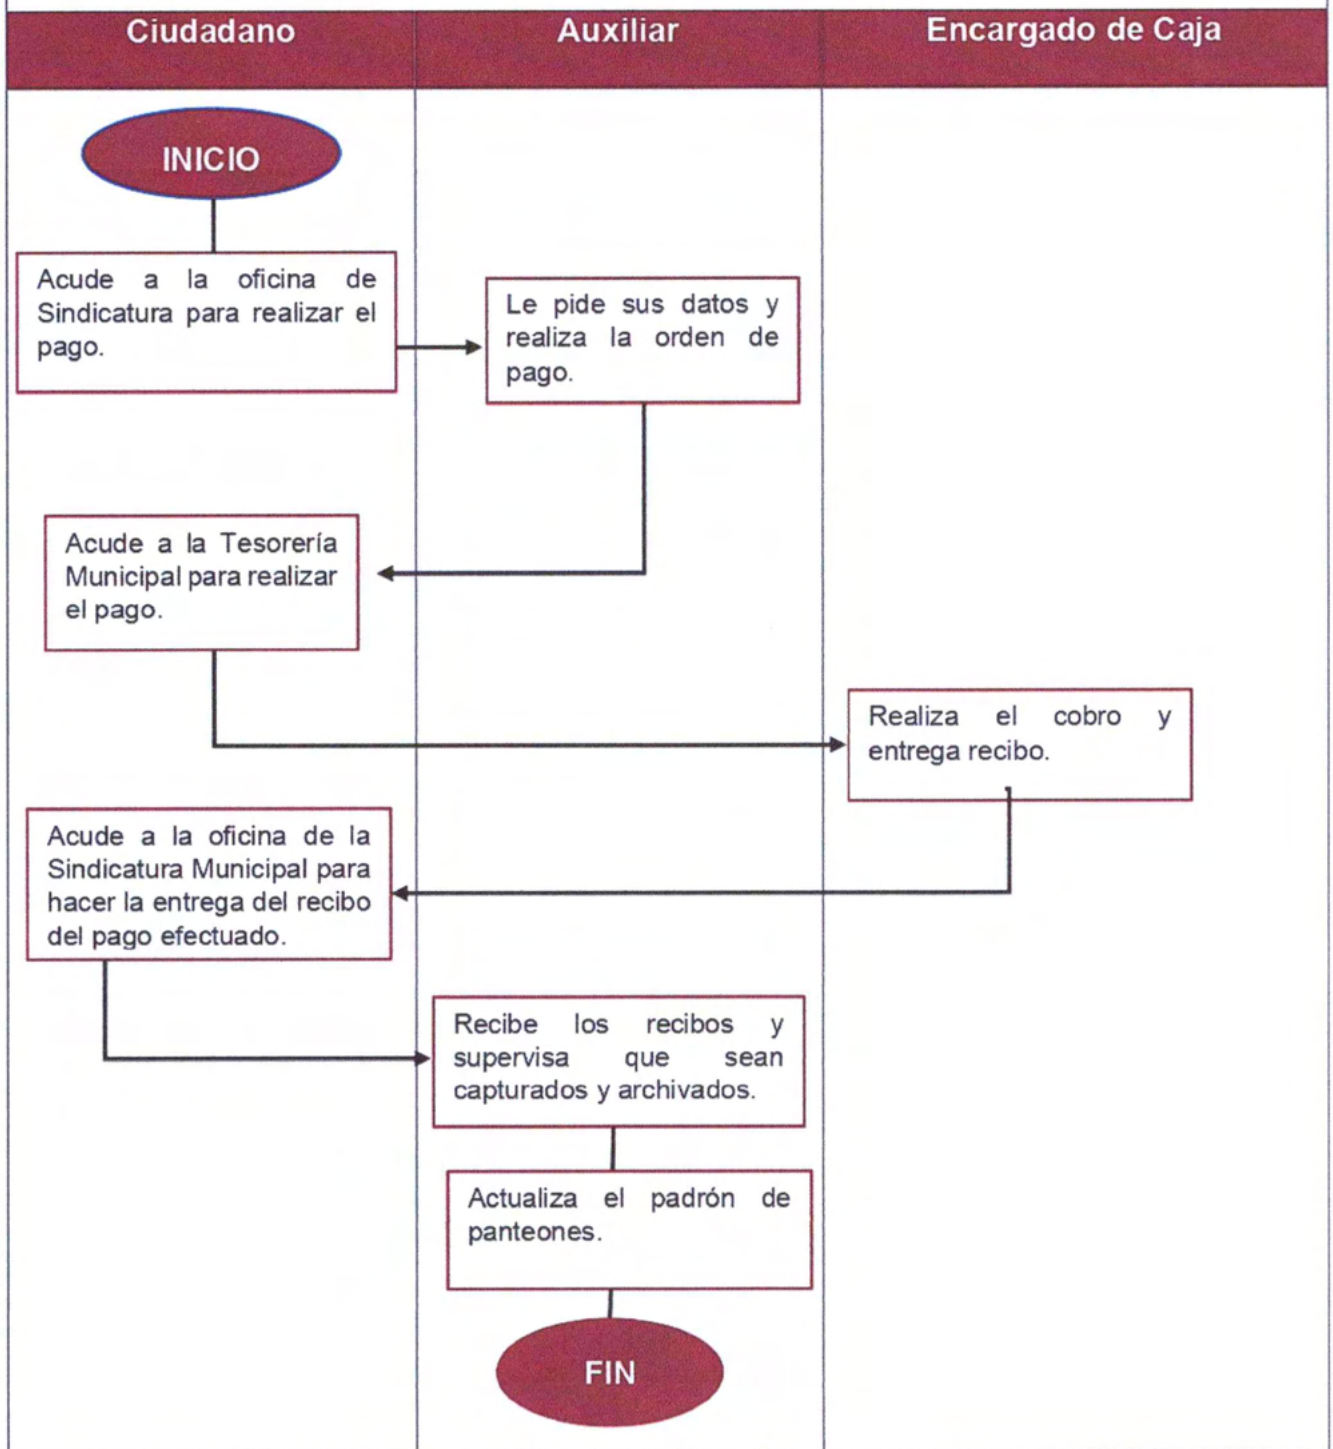 Ciudadano
Auxiliar
Encargado de Caja
INICIO
Acude a la oficina de
Sindicatura para realizar el
pago.
Le pide sus datos y
realiza la orden de
pago.
Acude a la Tesorería
Municipal para realizar
el pago.
Realiza el cobro y
entrega recibo.
Acude a la oficina de la
Sindicatura Municipal para
hacer la entrega del recibo
del pago efectuado.
Recibe los recibos y
supervisa que sean
capturados y archivados.
Actualiza el padrón de
panteones.
FIN